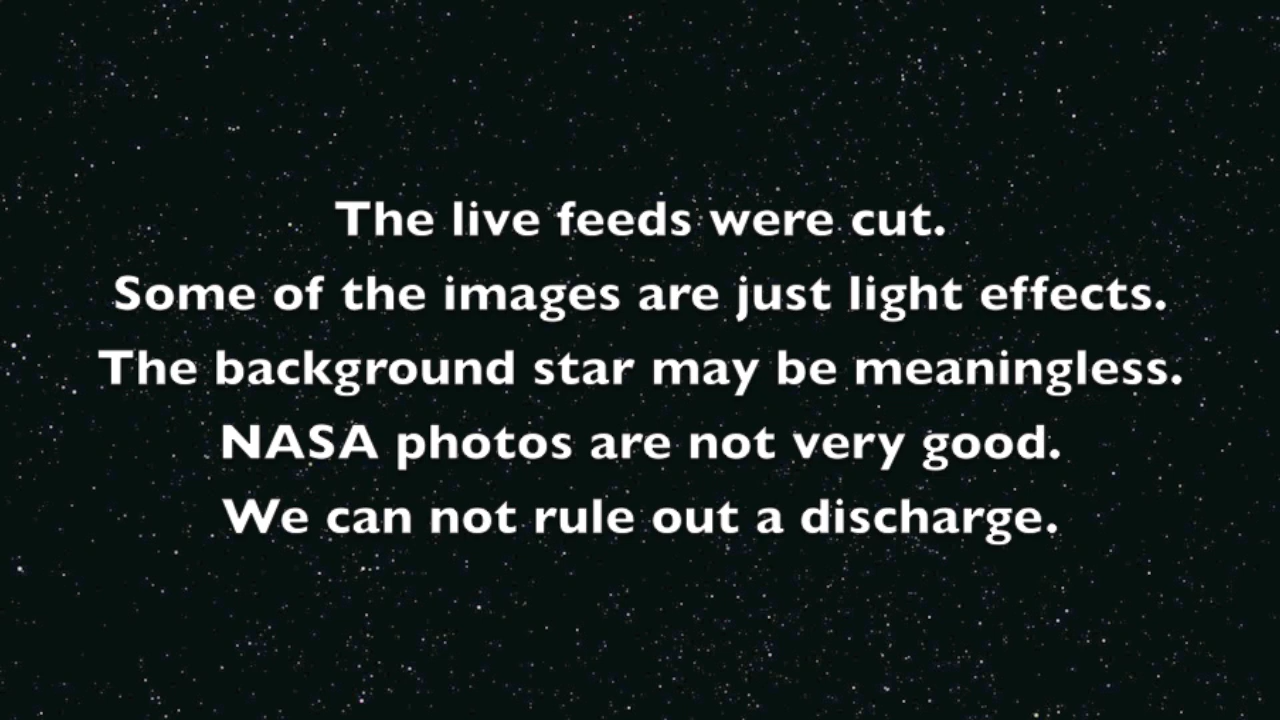 The live feeds were cut.
Some of the images are just light effects.
The background star may be meaningless.
NASA photos are not very good.
We can not rule out a discharge.